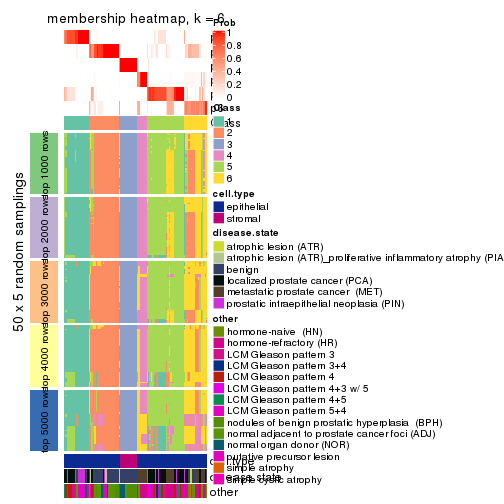 membership heatmap, k = 6
Prob
1
0.8
0.6
0.4
0.2
0
Class
1
2
3
4
5
6
cell.type
epithelial
stromal
disease.state
atrophic lesion (ATR)
atrophic lesion (ATR)_proliferative inflammatory atrophy (PIA
benign
localized prostate cancer (PCA)
metastatic prostate cancer (MET)
prostatic intraepithelial neoplasia (PIN)
other
hormone-naive (HN)
hormone-refractory (HR)
LCM Gleason pattern 3
LCM Gleason pattern 3+4
LCM Gleason pattern 4
LCM Gleason pattern 4+3 w/ 5
LCM Gleason pattern 4+5
LCM Gleason pattern 5+4
nodules of benign prostatic hyperplasia (BPH)
normal adjacent to prostate cancer foci (ADJ)
normal organ donor (NOR)
putative precursor lesion
simple atrophy
simple cystic atrophy
50 x 5 random samplings
top 1000 rows
top 2000 rows
top 3000 rows
top 4000 rows
top 5000 rows
cell.type
disease.state
other